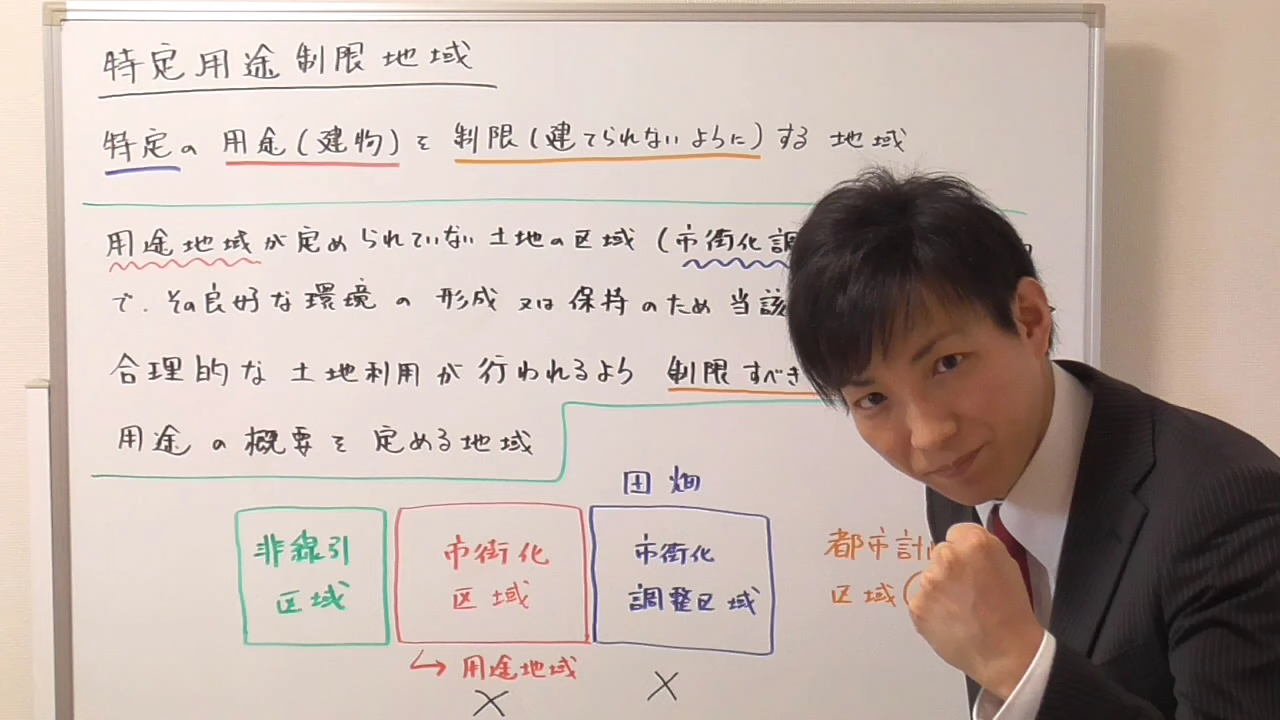 特定用途制限地域
特定の 用途(建物)を 制限(建てられないように)する 地域
用途地域が定められていない土地の区域(市街化調
で、その良好な環境の形成又は保持のため当該
合理的な土地利用が行われるよう 制限すべき
用途の概要を定める地域
田畑
非線引
区域
市街化
区域
市街化
調整区域
都市計
区域(
↳ 用途地域
× ×